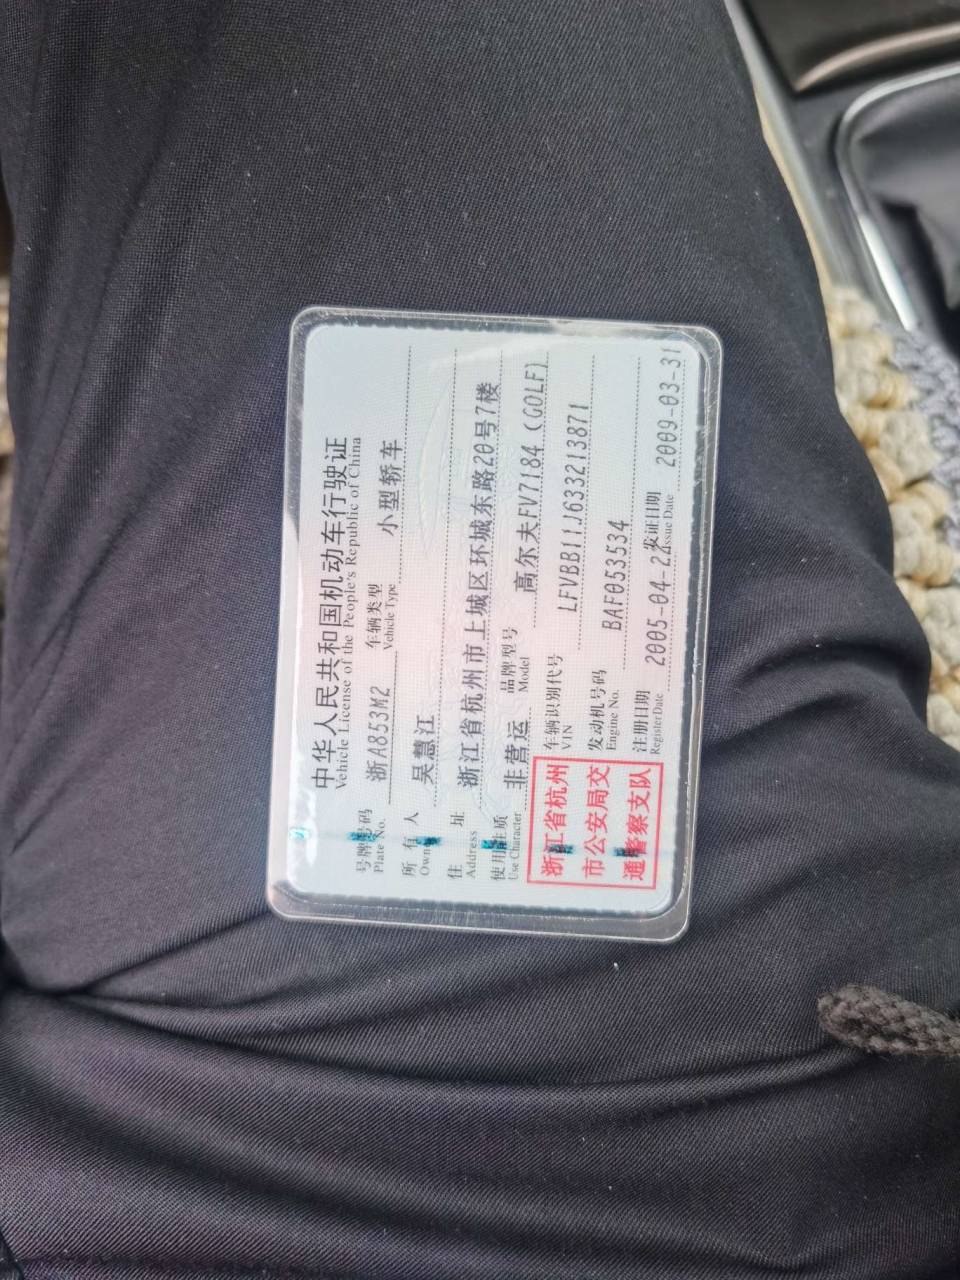 中华人民共和国机动车行驶证
Vehicle License of the People's Republic of China
号牌号码 浙A853M2 车辆类型 小型轿车
Plate No. Vehicle Type
所有人 吴慧江
Owner
住址 浙江省杭州市上城区环城东路20号7楼
Address
使用性质 非营运 品牌型号 高尔夫FV7184(GOLF)
Use Character Model
浙江省杭州
市公安局交
通警察支队
车辆识别代号 LFVBB11J633213871
VIN
发动机号码 BAF053534
Engine No.
注册日期 2005-04-22 发证日期 2009-03-31
Register Date Issue Date